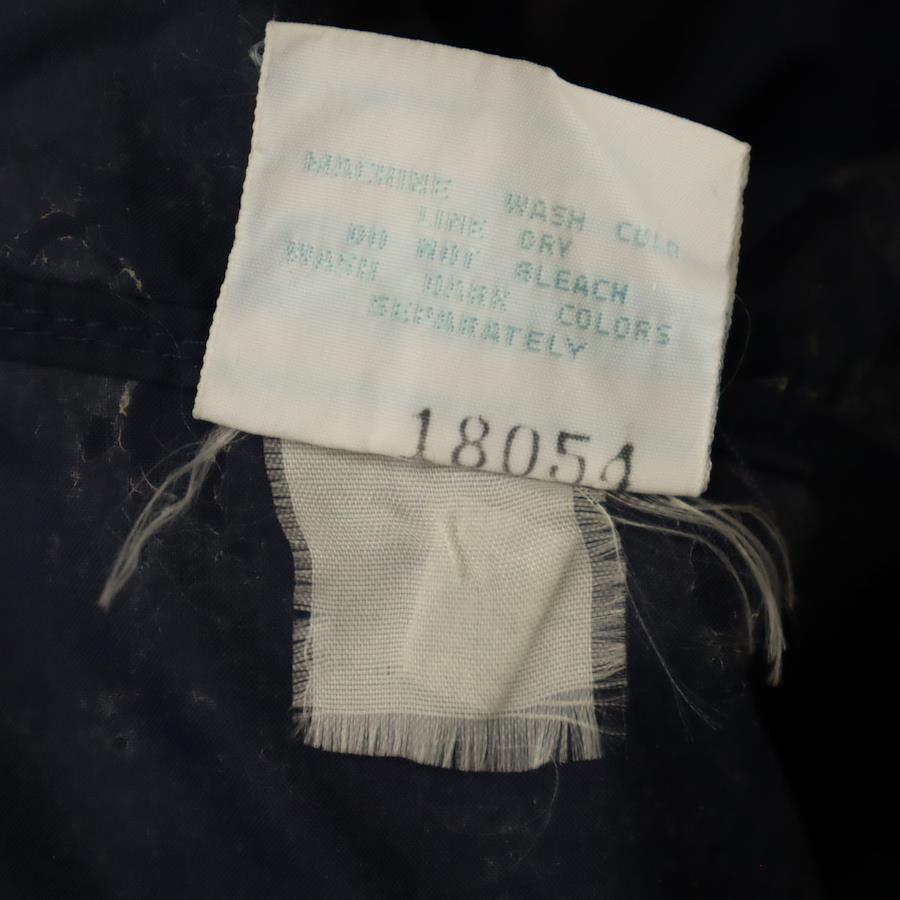 MACHINE WASH COLD
LINE DRY
DO NOT BLEACH
WASH DARK COLORS
SEPARATELY
18054